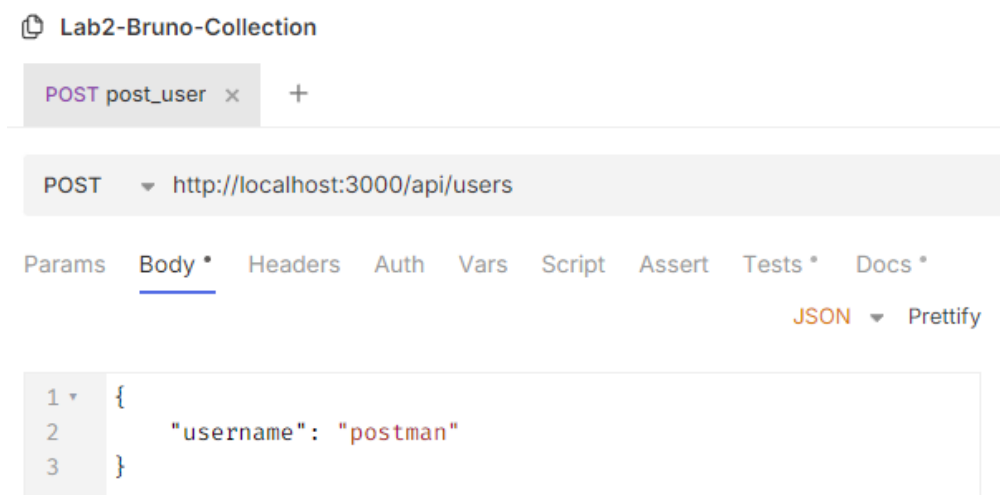 Lab2-Bruno-Collection
POST post_user × +
POST http://localhost:3000/api/users
Params Body Headers Auth Vars Script Assert Tests Docs
JSON Prettify
1 {
2 "username": "postman"
3 }